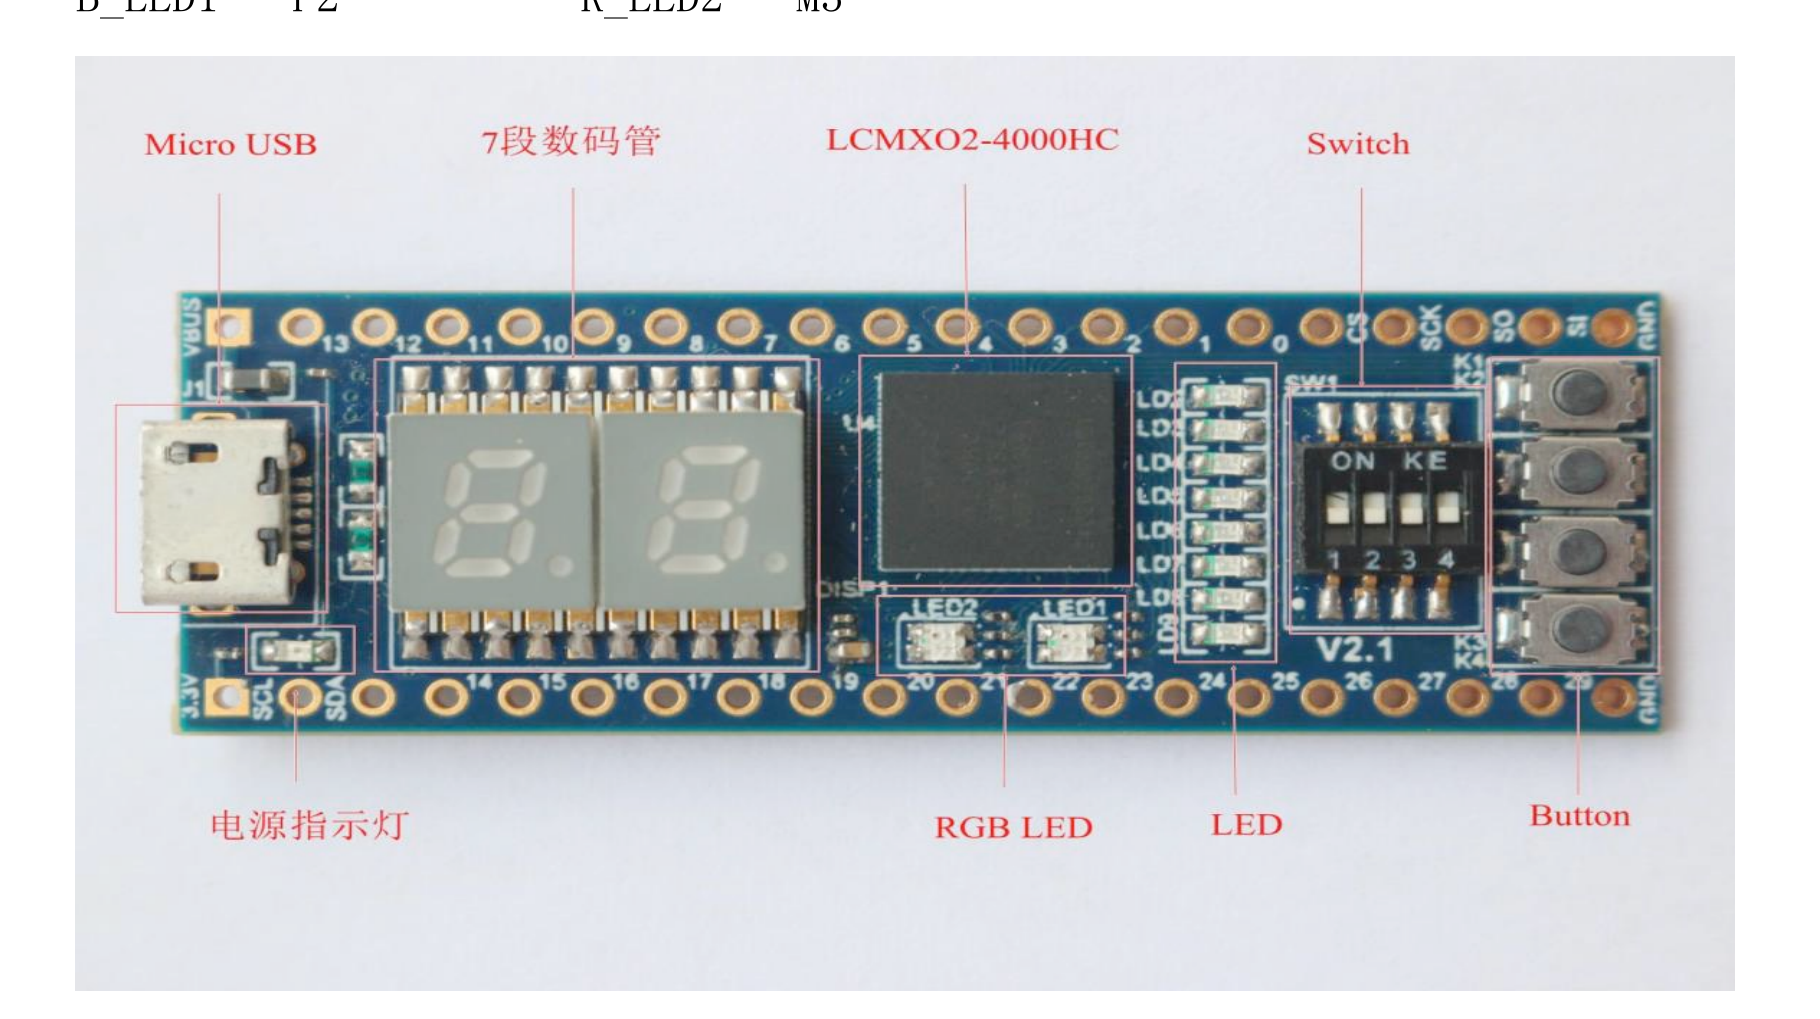 B_LED1 P2 R_LED2 M3
Micro USB
7段数码管
LCMXO2-4000HC
Switch
VBUS 13 12 11 10 9 8 7 6 5 4 3 2 1 0 CS SCK SO SI GND
J1
K1
K2
SW1
U4
LD2
LD3
LD4
LD5
LD6
LD7
LD8
LD9
ON KE
1 2 3 4
DISP1
LED2 LED1
V2.1
K3
K4
3.3V SCL SDA 14 15 16 17 18 19 20 21 22 23 24 25 26 27 28 29 GND
电源指示灯
RGB LED
LED
Button